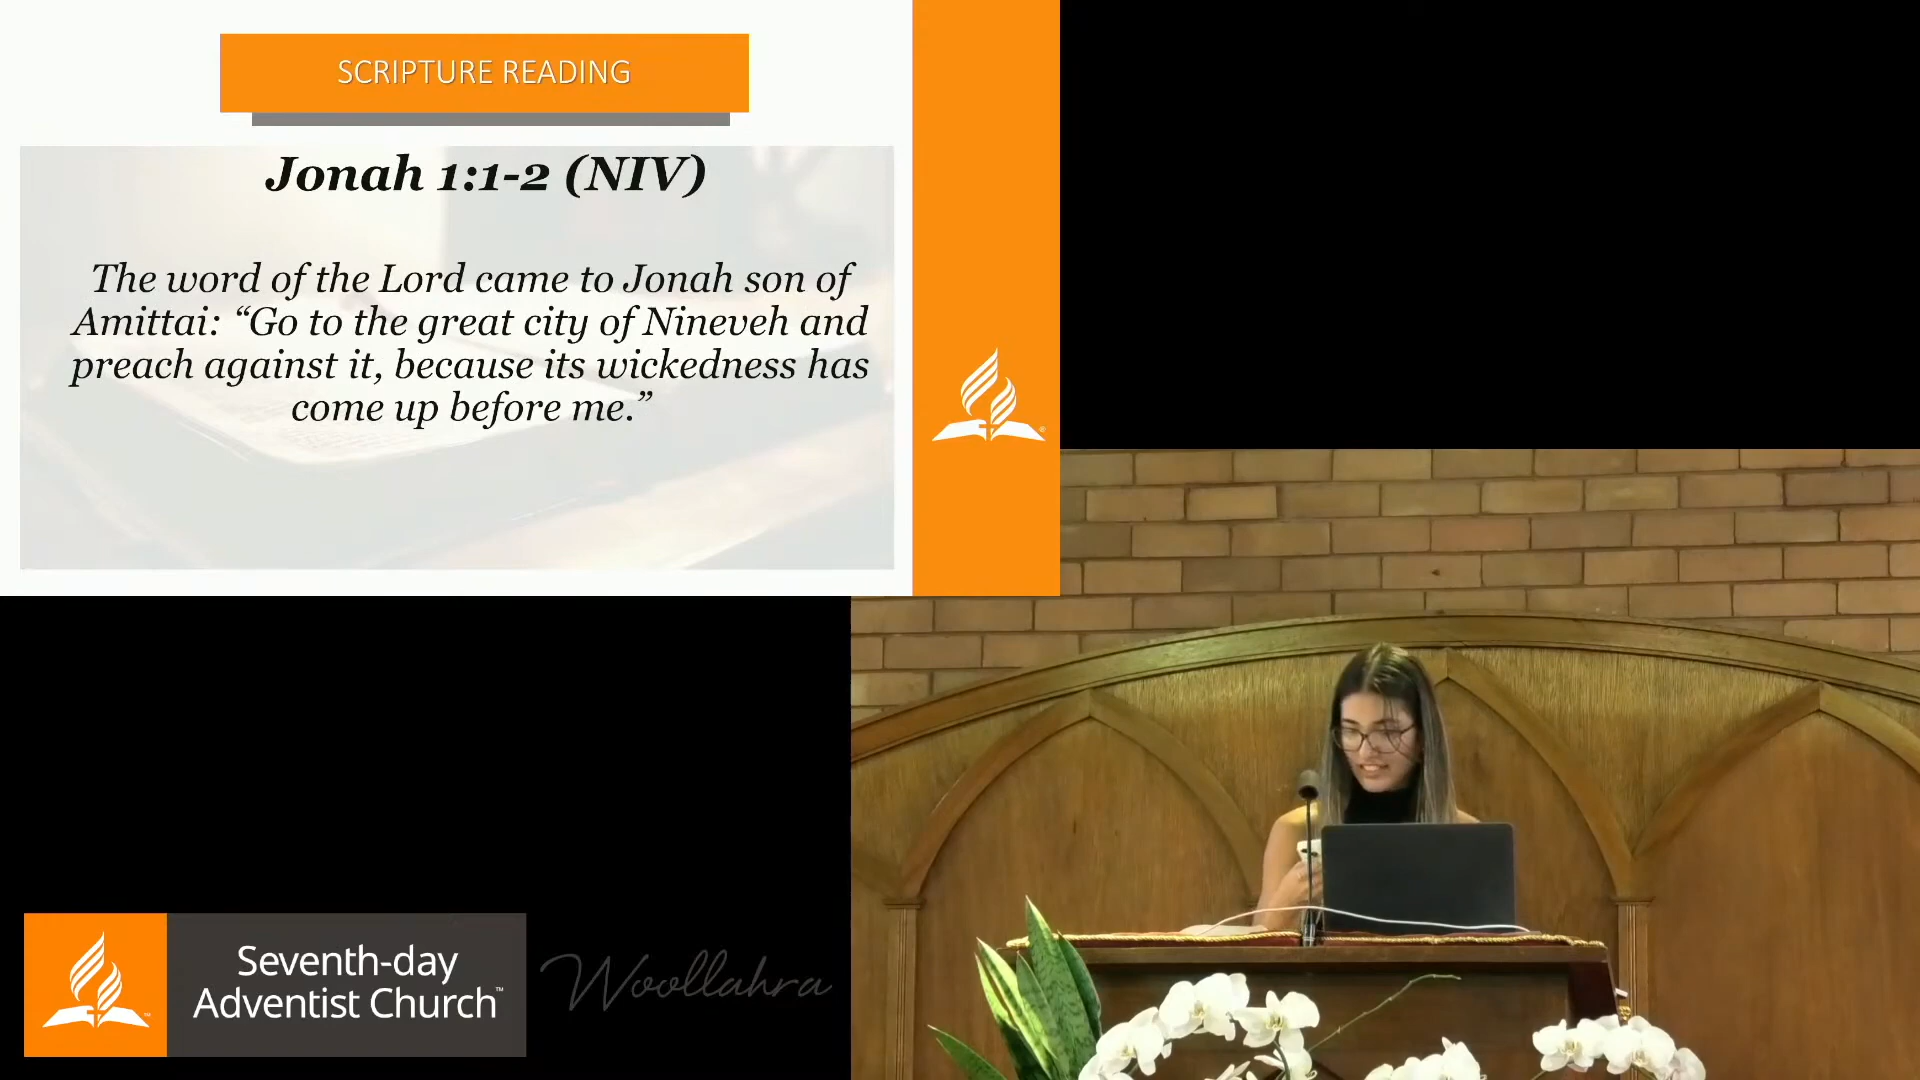 SCRIPTURE READING
Jonah 1:1-2 (NIV)
The word of the Lord came to Jonah son of
Amittai: “Go to the great city of Nineveh and
preach against it, because its wickedness has
come up before me.”
Seventh-day
Adventist Church™
Woollahra